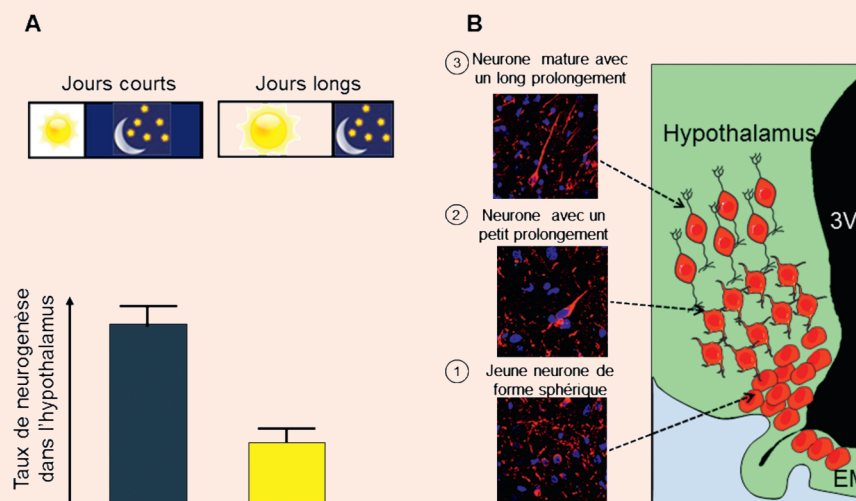 A
Jours courts
Jours longs
Taux de neurogenèse
dans l'hypothalamus
B
3 Neurone mature avec
un long prolongement
2 Neurone avec un
petit prolongement
1 Jeune neurone de
forme sphérique
Hypothalamus
3V
EM